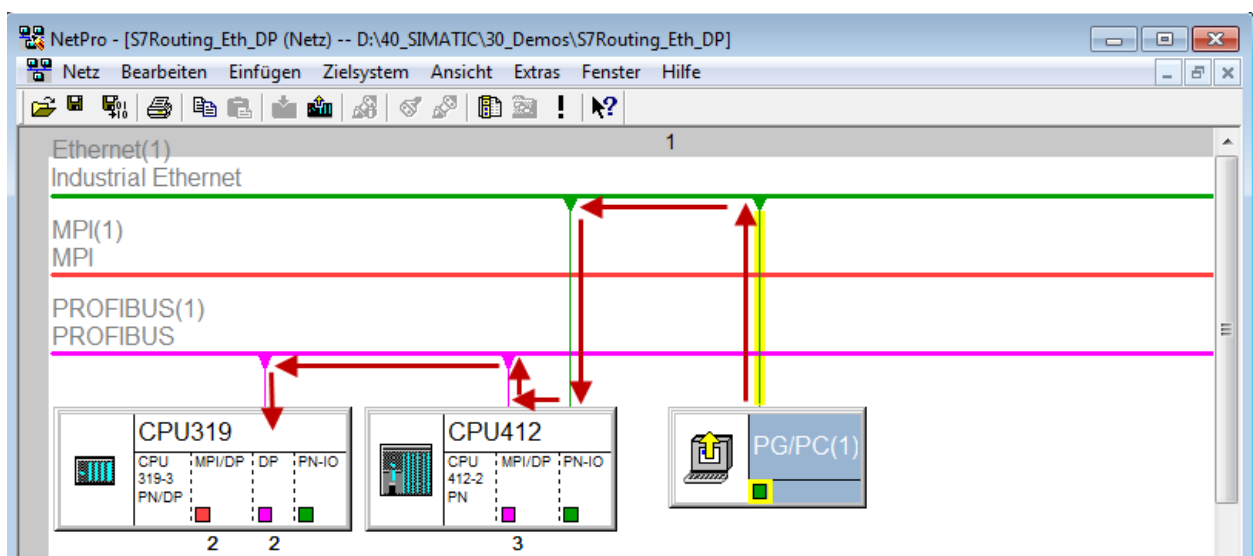 NetPro - [S7Routing_Eth_DP (Netz) -- D:\40_SIMATIC\30_Demos\S7Routing_Eth_DP]
Netz Bearbeiten Einfügen Zielsystem Ansicht Extras Fenster Hilfe
1
Ethernet(1)
Industrial Ethernet
MPI(1)
MPI
PROFIBUS(1)
PROFIBUS
CPU319
CPU MPI/DP DP PN-IO
319-3
PN/DP
2 2
CPU412
CPU MPI/DP PN-IO
412-2
PN
3
PG/PC(1)